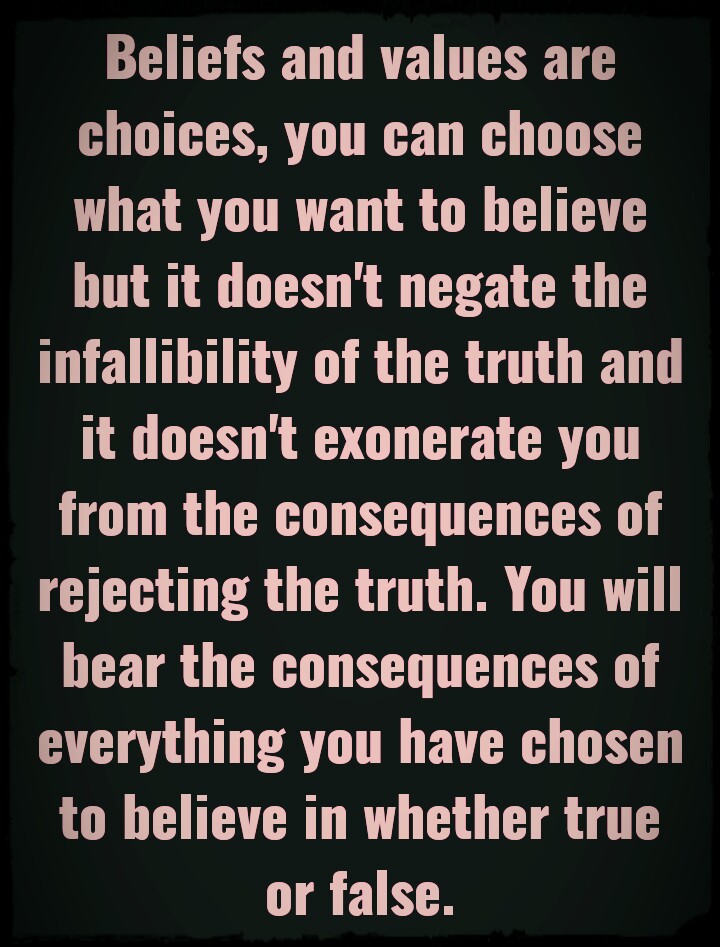 Beliefs and values are
choices, you can choose
what you want to believe
but it doesn't negate the
infallibility of the truth and
it doesn't exonerate you
from the consequences of
rejecting the truth. You will
bear the consequences of
everything you have chosen
to believe in whether true
or false.